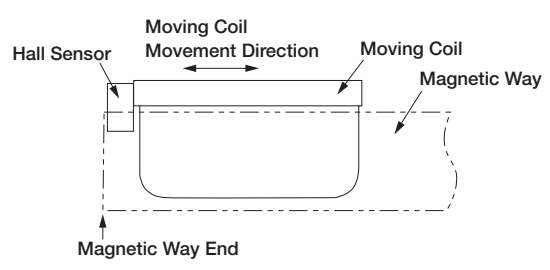 Moving Coil
Movement Direction
Hall Sensor
Moving Coil
Magnetic Way
Magnetic Way End